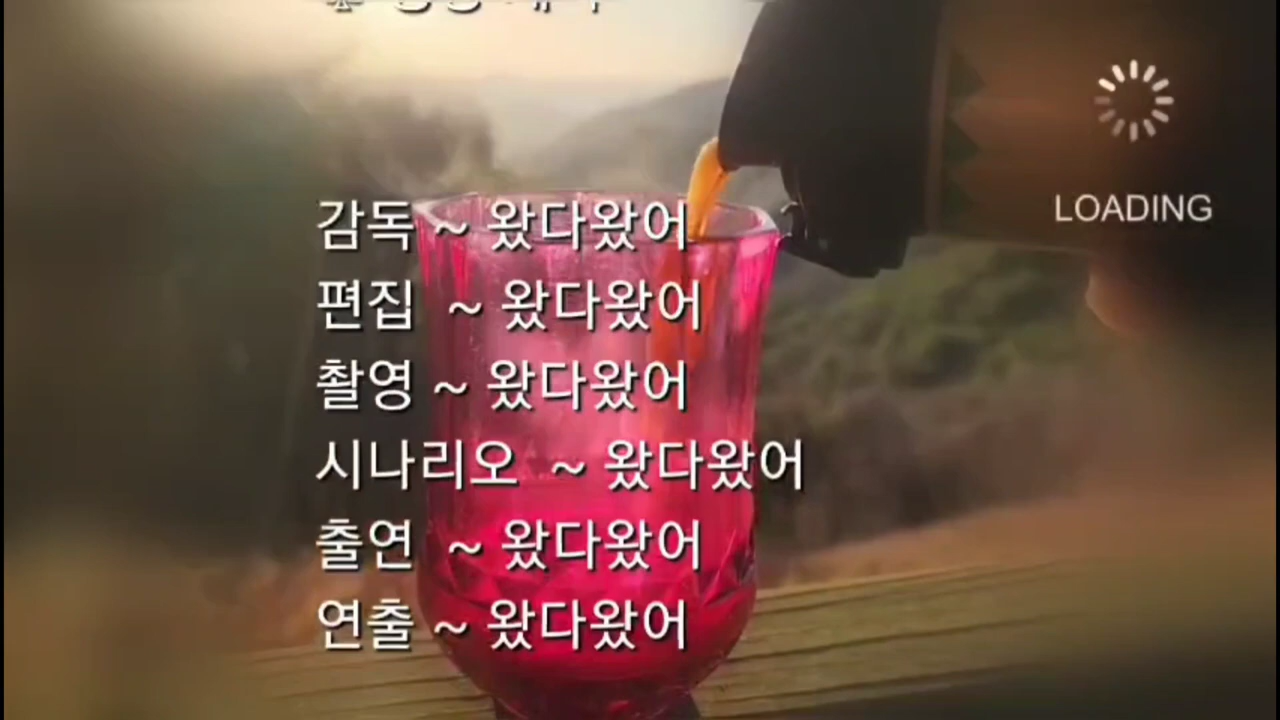 LOADING
감독 ~ 왔다왔어
편집 ~ 왔다왔어
촬영 ~ 왔다왔어
시나리오 ~ 왔다왔어
출연 ~ 왔다왔어
연출 ~ 왔다왔어